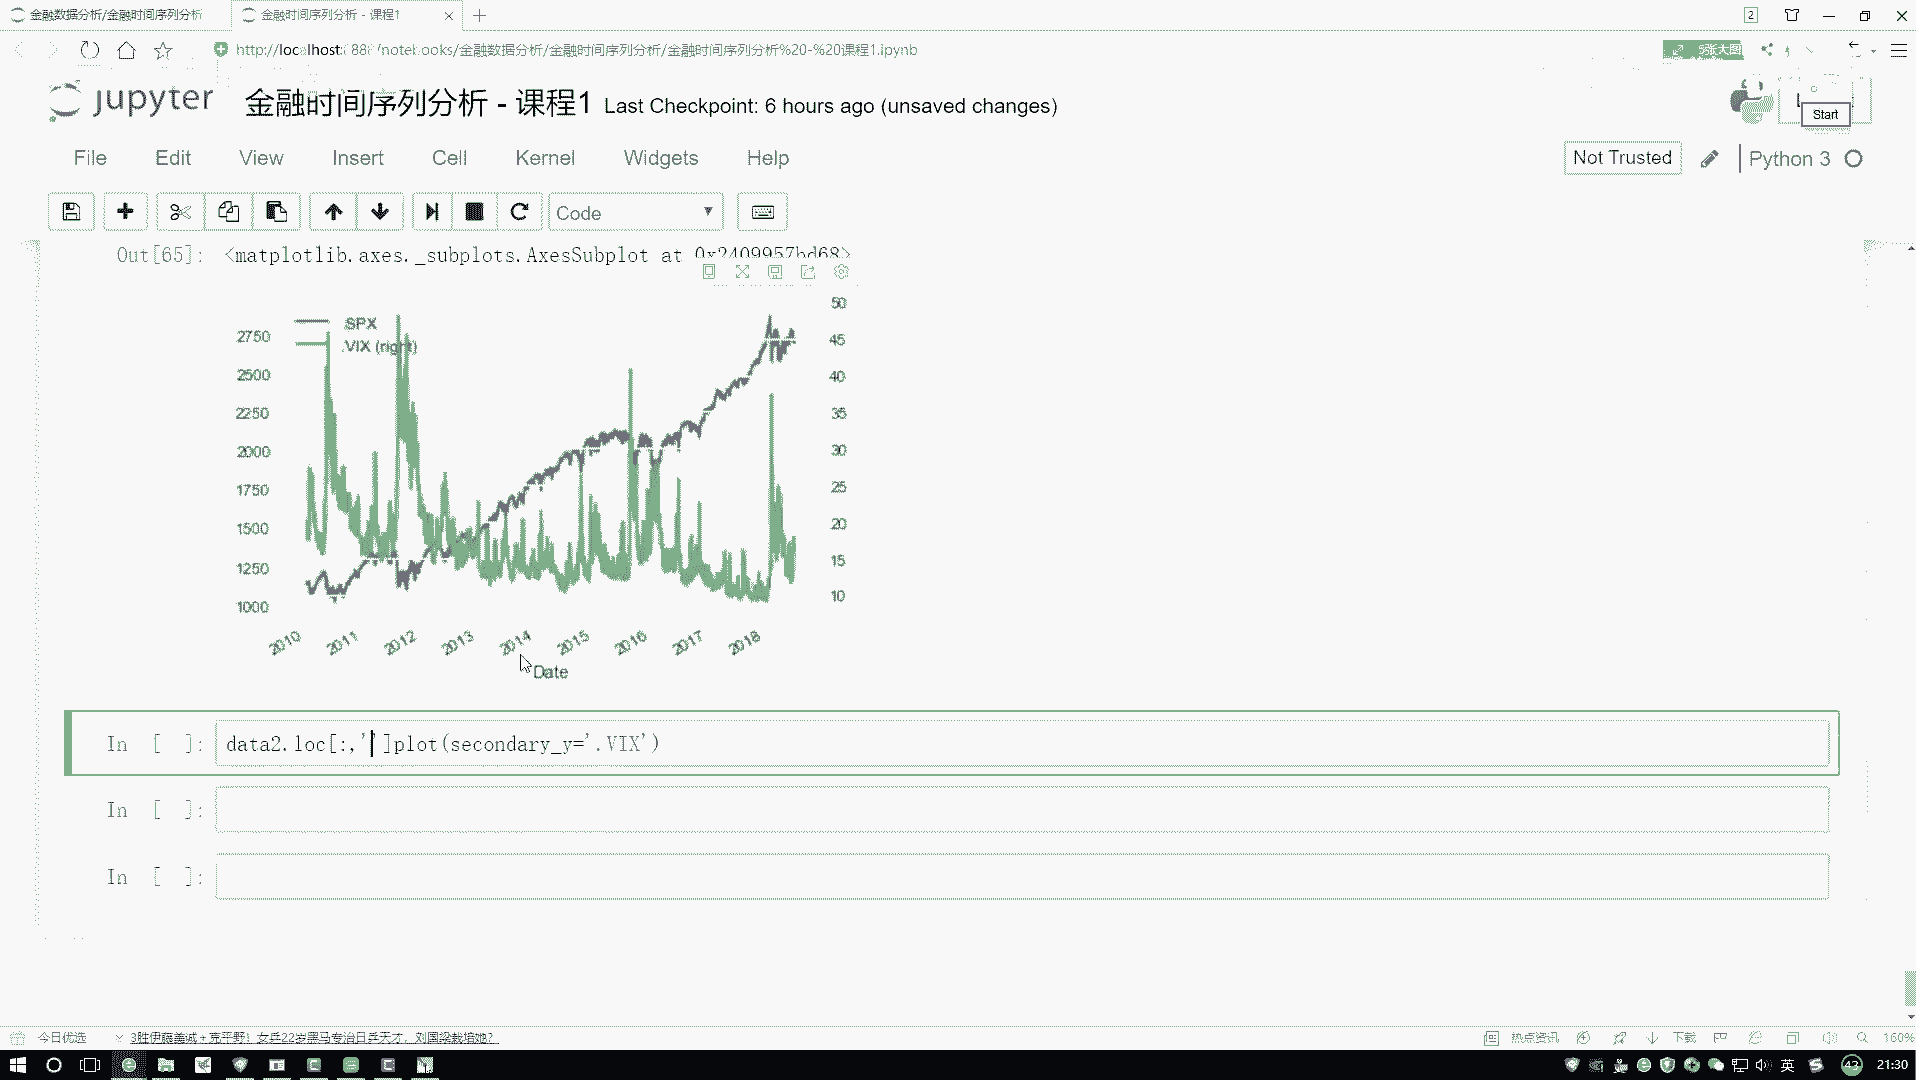 金融数据分析/金融时间序列分析
金融时间序列分析 - 课程1
2
金融数据分析/金融时间序列分析/金融时间序列分析%20-%20课程1.ipynb
5张大图
jupyter 金融时间序列分析 - 课程1 Last Checkpoint: 6 hours ago (unsaved changes)
Start
File Edit View Insert Cell Kernel Widgets Help
Not Trusted
Python 3
Code
Out[65]: <matplotlib.axes._subplots.AxesSubplot at 0x2409957bd68>
.SPX
.VIX (right)
2750
2500
2250
2000
1750
1500
1250
1000
50
45
40
35
30
25
20
15
10
2010 2011 2012 2013 2014 2015 2016 2017 2018
Date
In [ ]: data2.loc[:,'']plot(secondary_y='.VIX')
In [ ]:
In [ ]:
今日优选
热点资讯
下载
160%
英
43
21:30